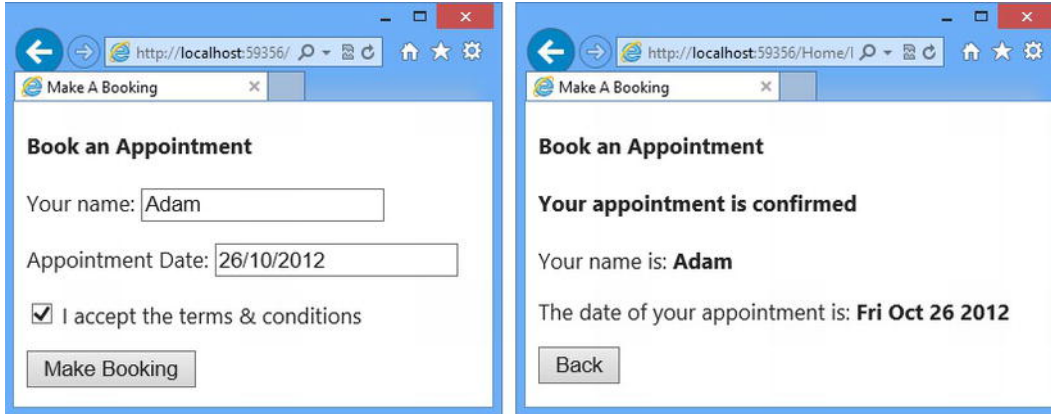 http://localhost:59356/
Make A Booking
Book an Appointment
Your name: Adam
Appointment Date: 26/10/2012
I accept the terms & conditions
Make Booking
http://localhost:59356/Home/
Make A Booking
Book an Appointment
Your appointment is confirmed
Your name is: Adam
The date of your appointment is: Fri Oct 26 2012
Back